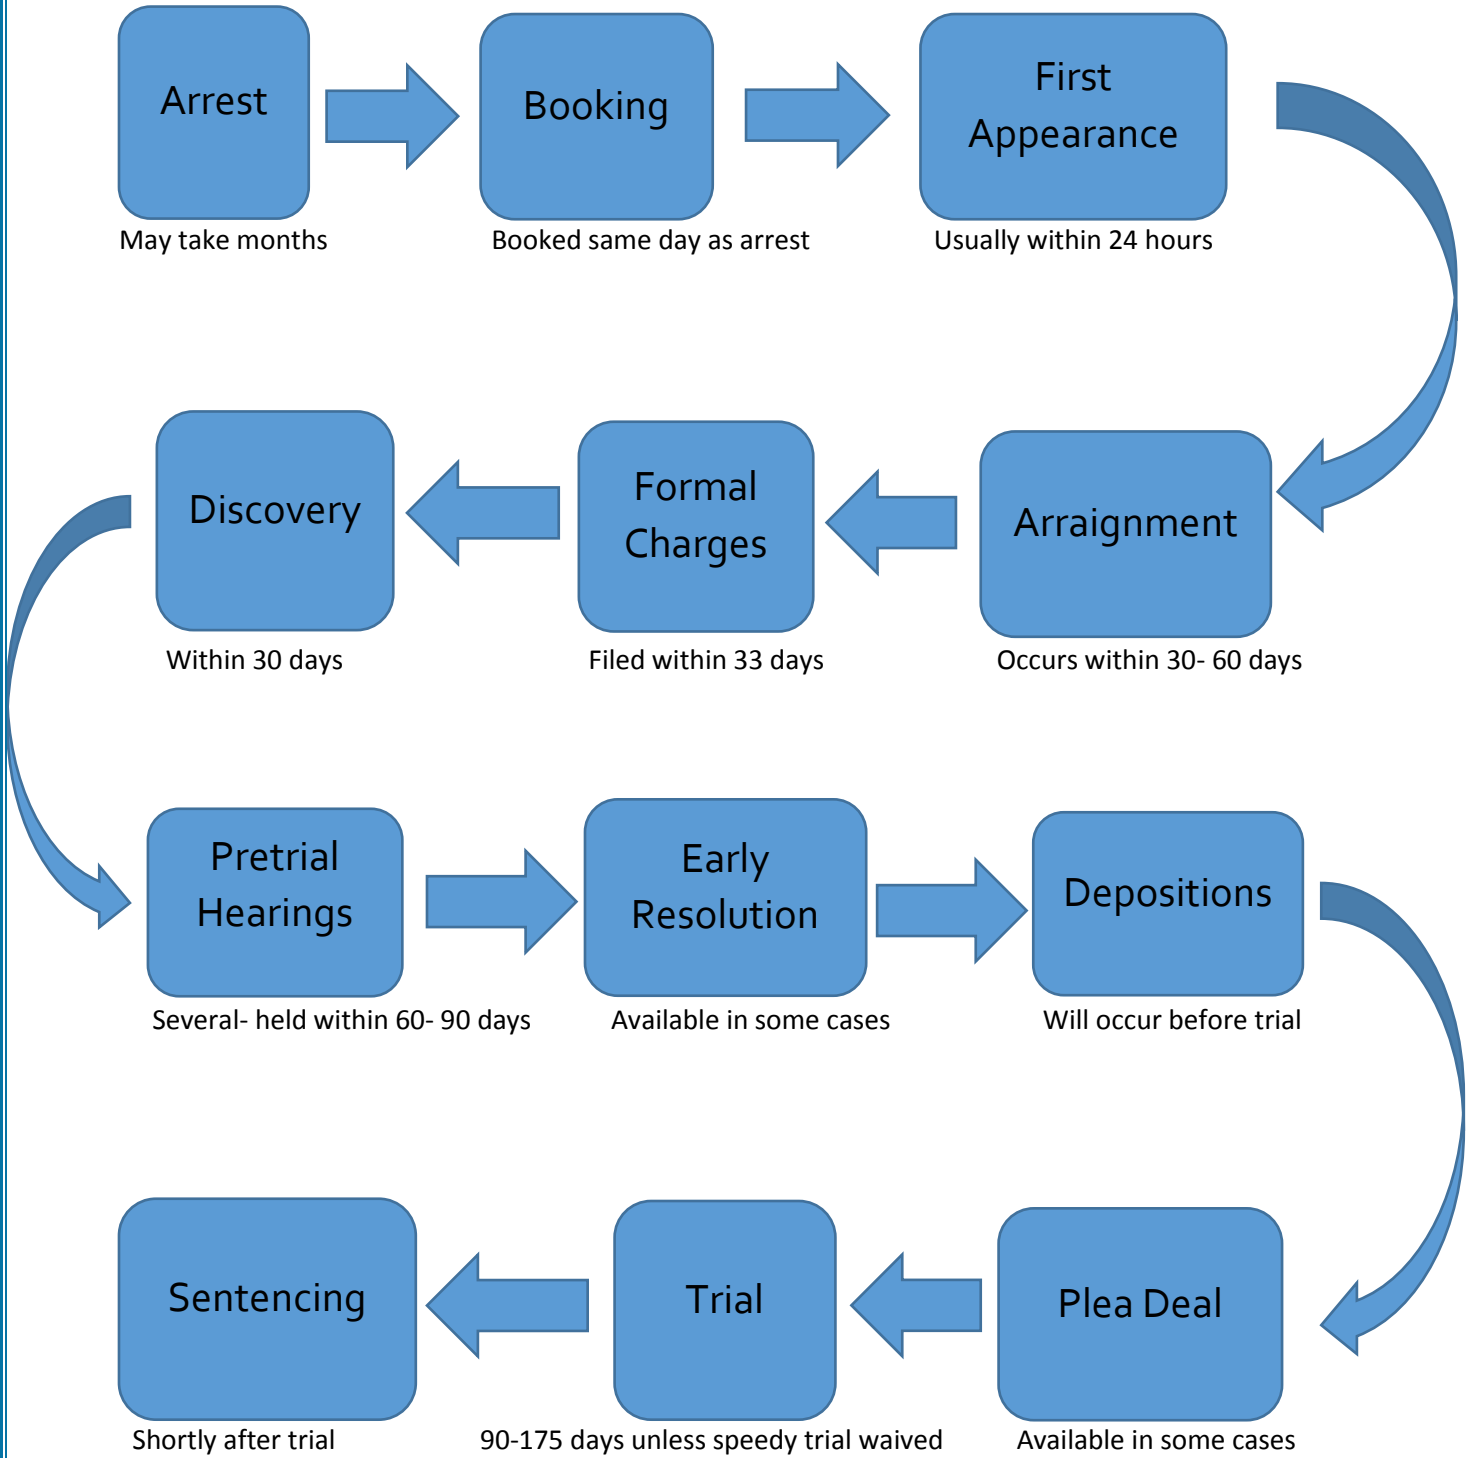 Arrest
Booking
First
Appearance
May take months
Booked same day as arrest
Usually within 24 hours
Arraignment
Formal
Charges
Discovery
Occurs within 30- 60 days
Filed within 33 days
Within 30 days
Pretrial
Hearings
Early
Resolution
Depositions
Several- held within 60- 90 days
Available in some cases
Will occur before trial
Plea Deal
Trial
Sentencing
Available in some cases
90-175 days unless speedy trial waived
Shortly after trial